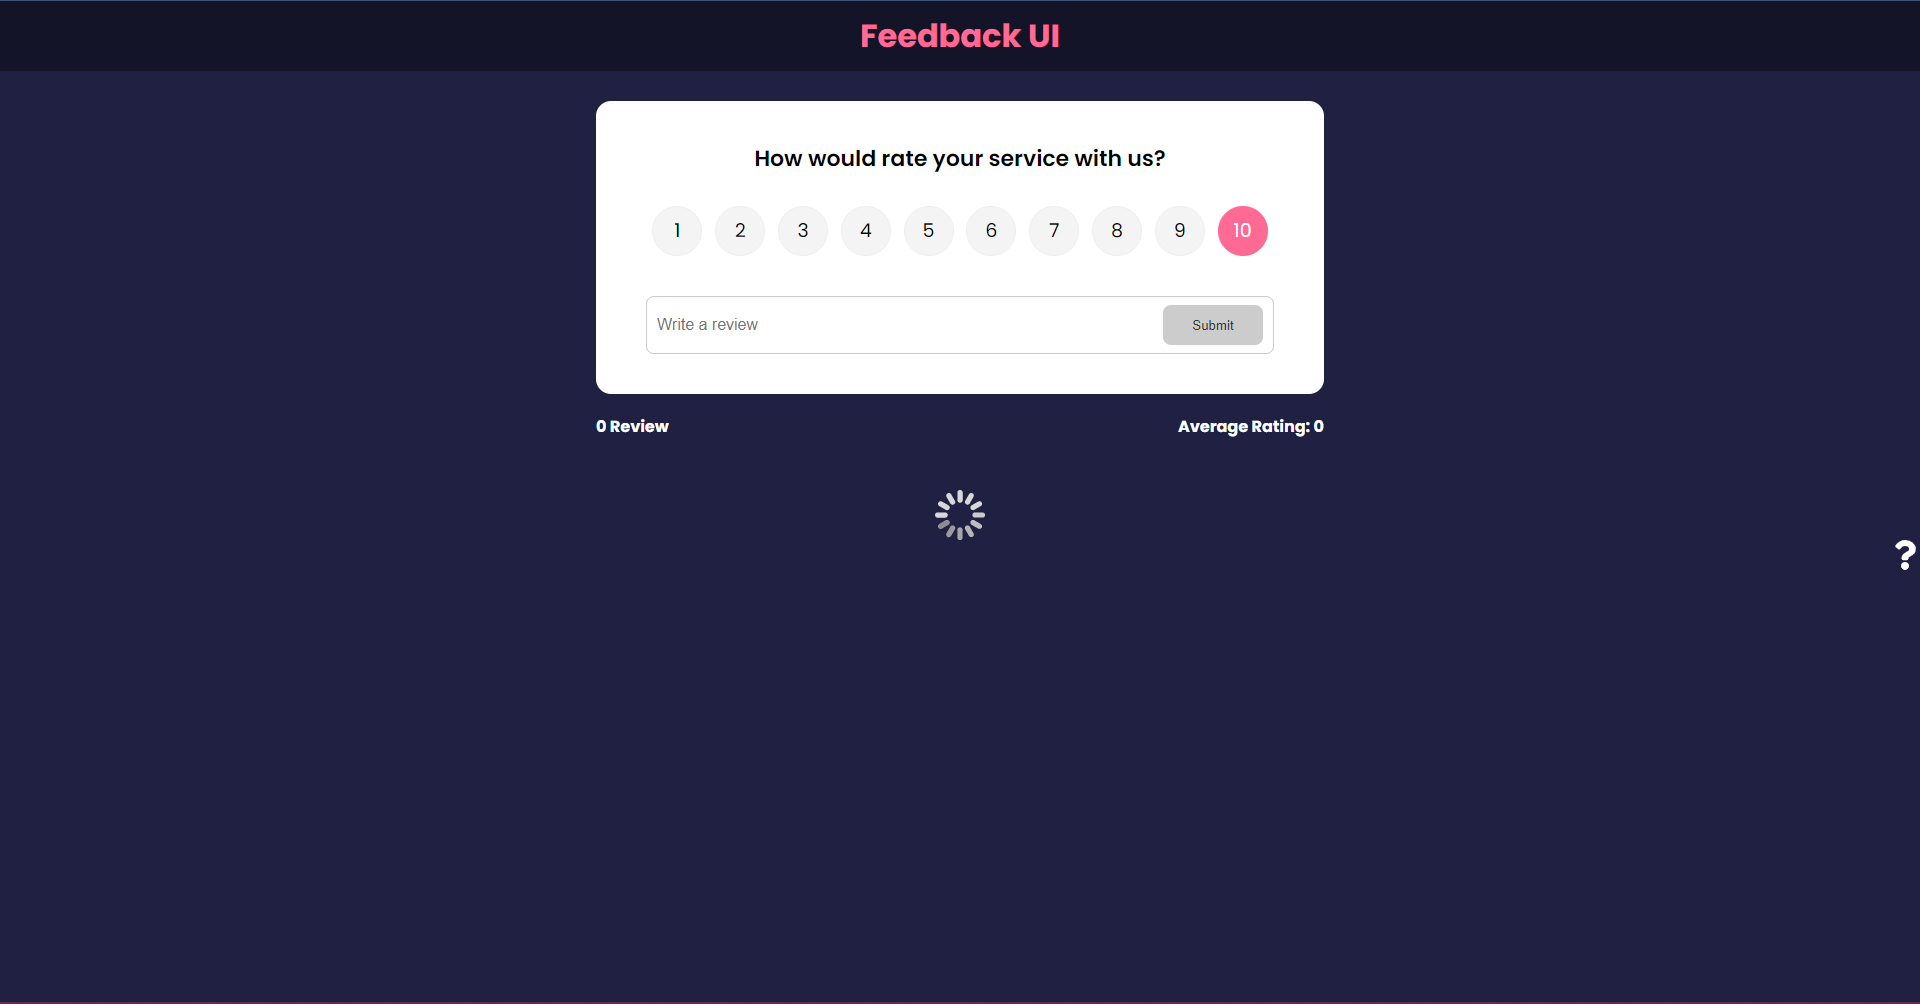 Feedback UI
How would rate your service with us?
1 2 3 4 5 6 7 8 9 10
Write a review Submit
0 Review Average Rating: 0
?